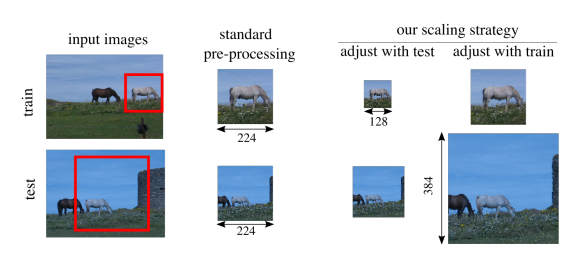 our scaling strategy
input images
standard
pre-processing
adjust with test
adjust with train
train
224
128
test
224
384